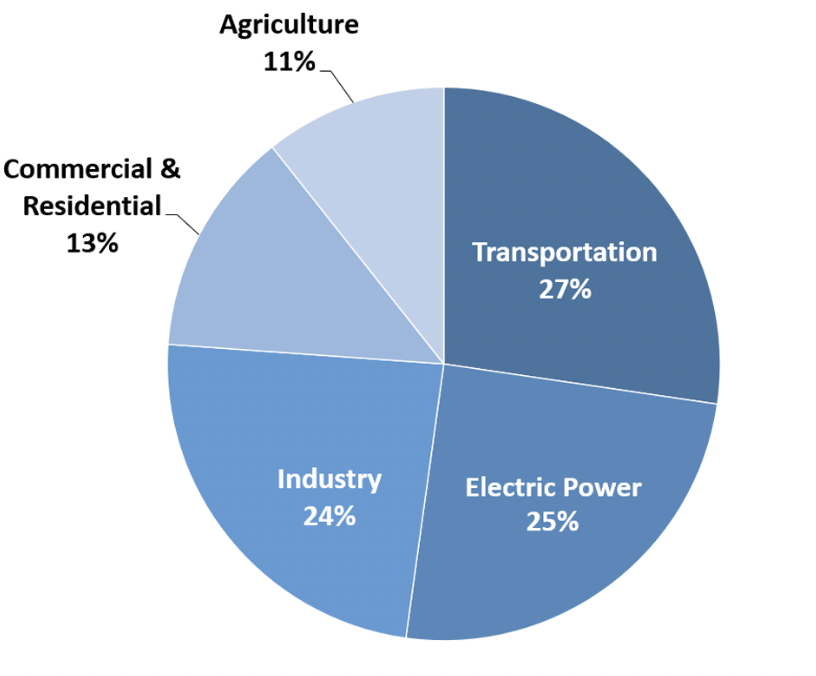 Agriculture
11%
Commercial &
Residential
13%
Transportation
27%
Industry
24%
Electric Power
25%